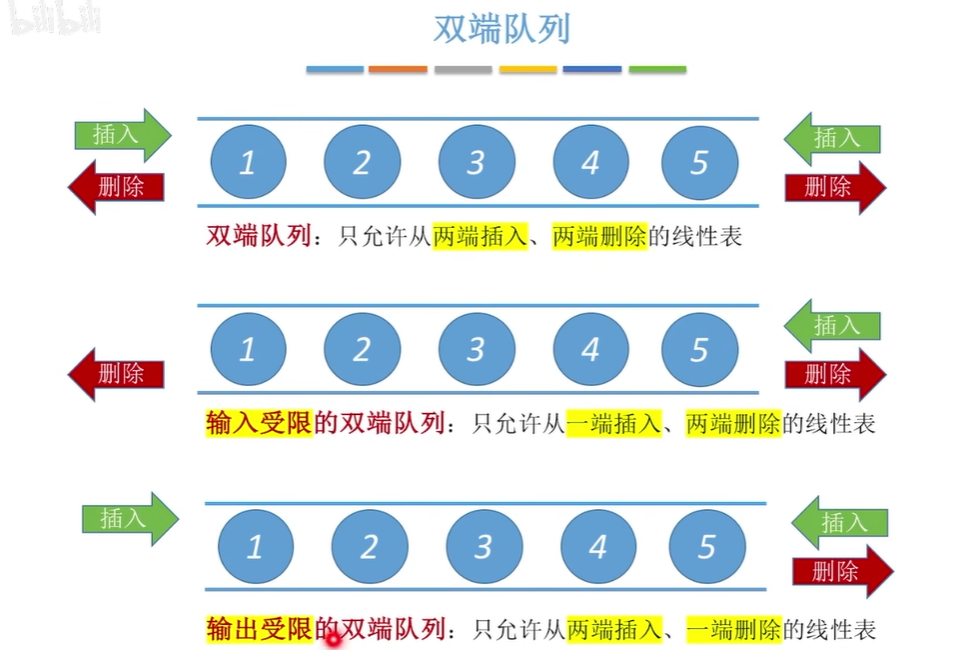 bilibili
双端队列
插入 插入
1 2 3 4 5
删除 删除
双端队列：只允许从两端插入、两端删除的线性表
插入
1 2 3 4 5
删除 删除
输入受限的双端队列：只允许从一端插入、两端删除的线性表
插入 插入
1 2 3 4 5
删除
输出受限的双端队列：只允许从两端插入、一端删除的线性表